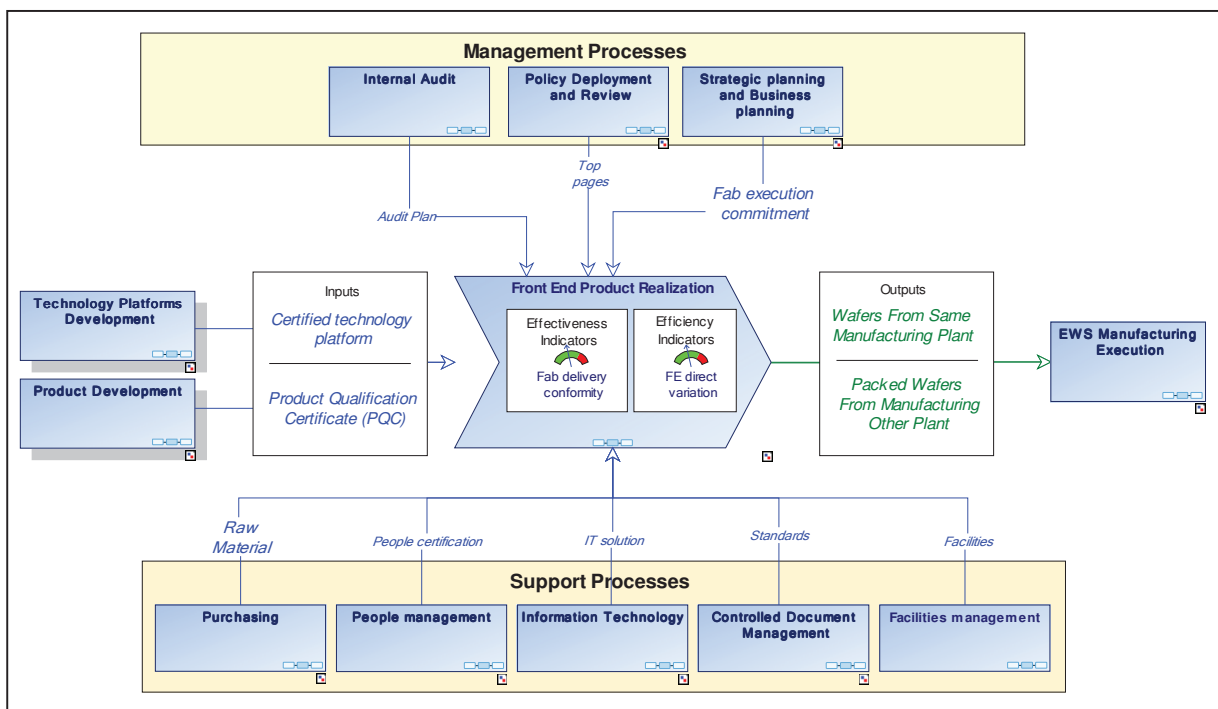 Management Processes
Internal Audit
Policy Deployment
and Review
Strategic planning
and Business
planning
Top
pages
Audit Plan
Fab execution
commitment
Technology Platforms
Development
Product Development
Inputs
Certified technology
platform
Product Qualification
Certificate (PQC)
Front End Product Realization
Effectiveness
Indicators
Fab delivery
conformity
Efficiency
Indicators
FE direct
variation
Outputs
Wafers From Same
Manufacturing Plant
Packed Wafers
From Manufacturing
Other Plant
EWS Manufacturing
Execution
Raw
Material
People certification
IT solution
Standards
Facilities
Support Processes
Purchasing
People management
Information Technology
Controlled Document
Management
Facilities management